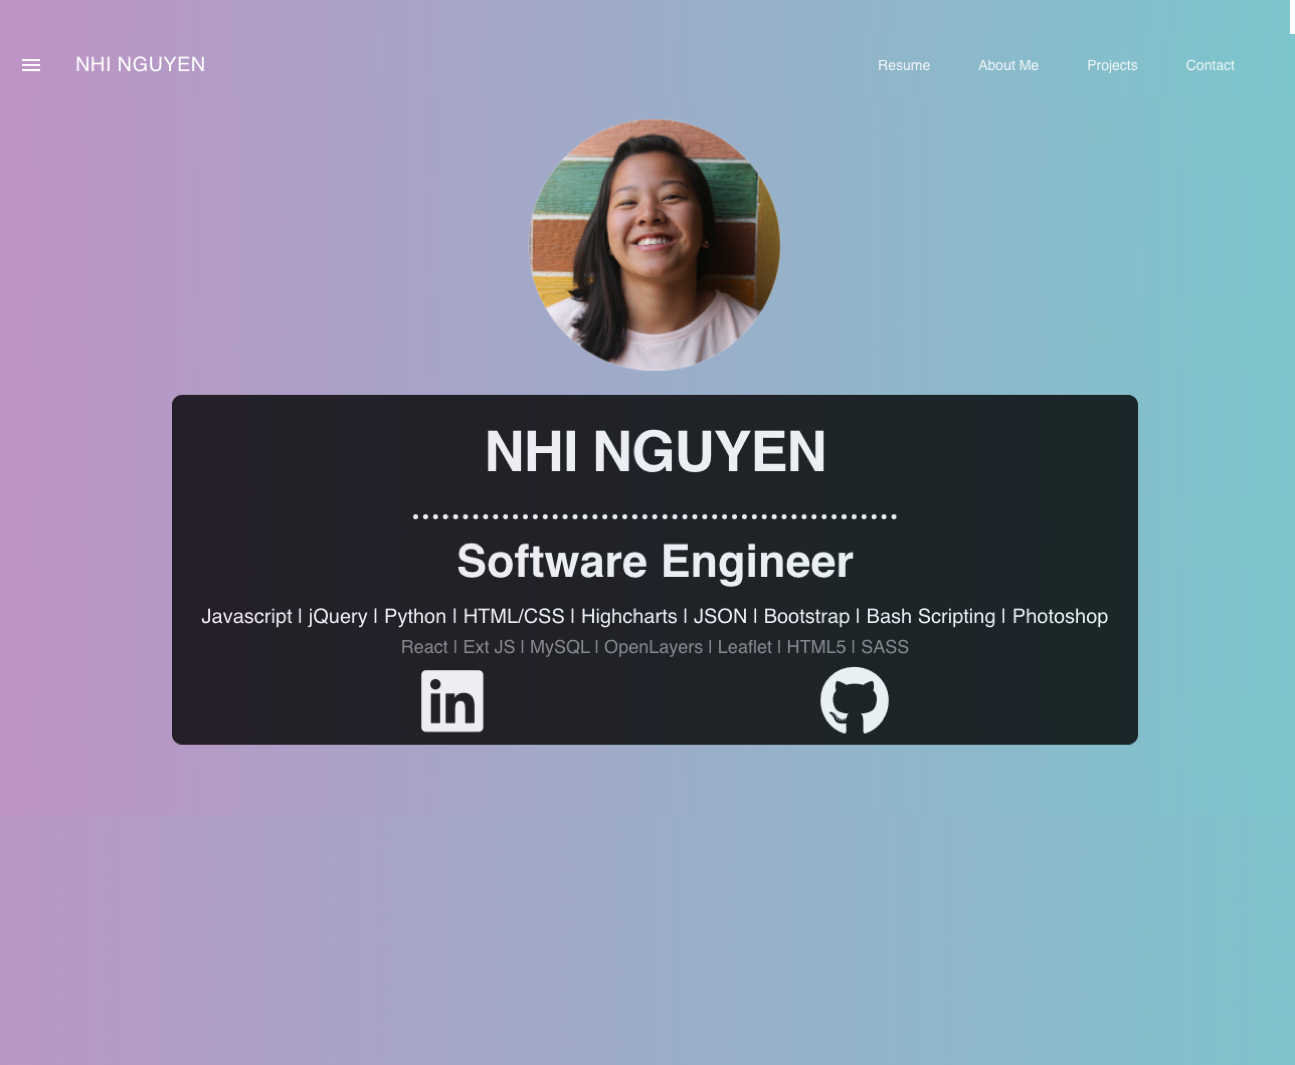 NHI NGUYEN
Resume About Me Projects Contact
NHI NGUYEN
Software Engineer
Javascript | jQuery | Python | HTML/CSS | Highcharts | JSON | Bootstrap | Bash Scripting | Photoshop
React | Ext JS | MySQL | OpenLayers | Leaflet | HTML5 | SASS
in